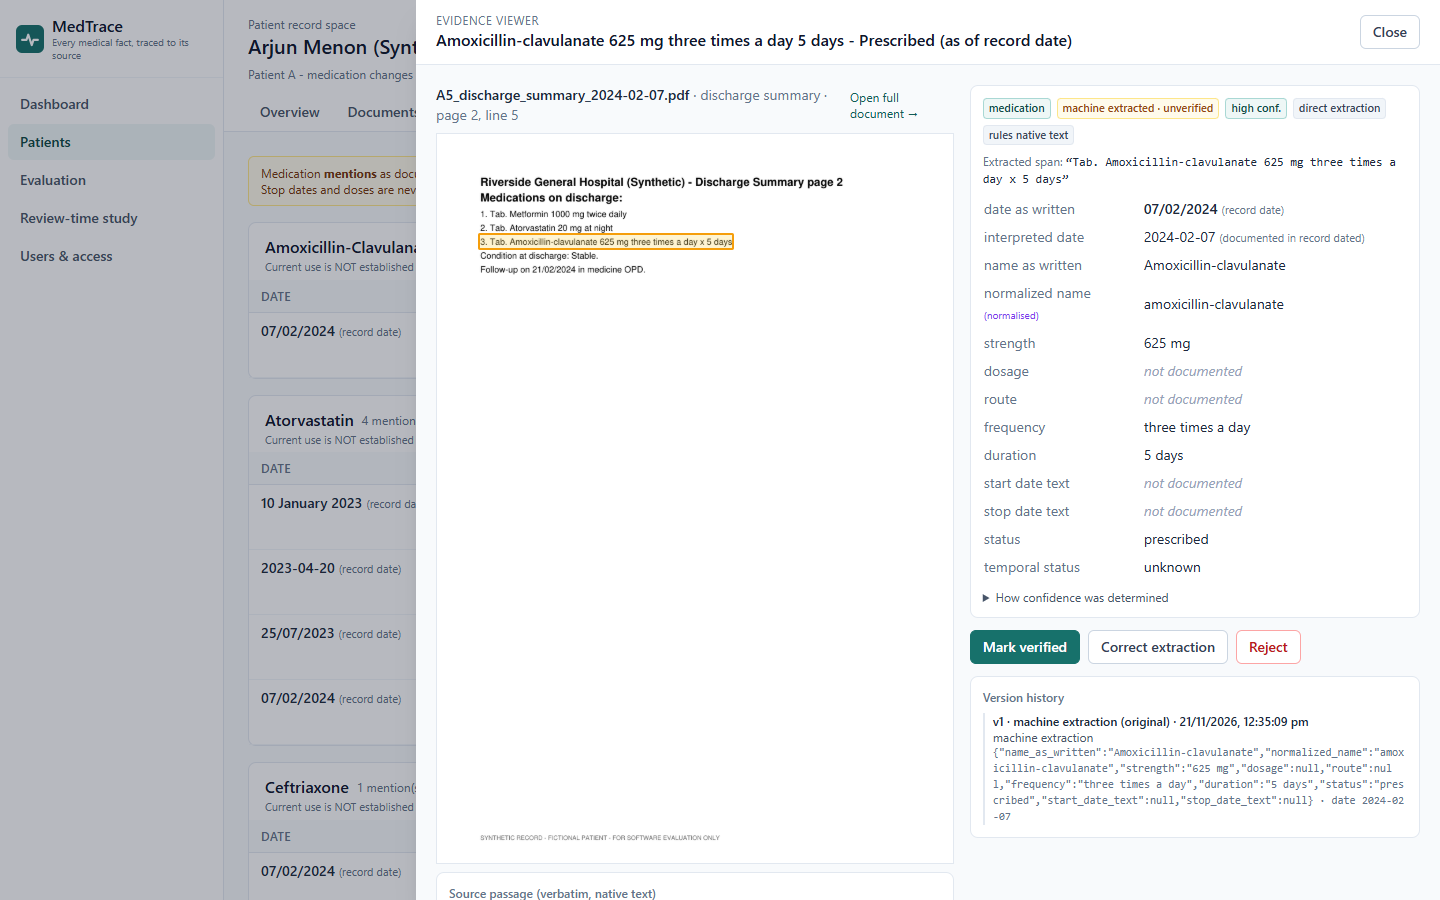 MedTrace
Every medical fact, traced to its
source
Dashboard
Patients
Evaluation
Review-time study
Users & access
Patient record space
Arjun Menon (Synt
Patient A - medication changes
Overview
Documents
Medication mentions as docu
Stop dates and doses are nev
Amoxicillin-Clavulana
Current use is NOT established
DATE
07/02/2024 (record date)
Atorvastatin 4 mention
Current use is NOT established
DATE
10 January 2023 (record da
2023-04-20 (record date)
25/07/2023 (record date)
07/02/2024 (record date)
Ceftriaxone 1 mention(s
Current use is NOT established
DATE
07/02/2024 (record date)
EVIDENCE VIEWER
Amoxicillin-clavulanate 625 mg three times a day 5 days - Prescribed (as of record date)
Close
A5_discharge_summary_2024-02-07.pdf · discharge summary ·
page 2, line 5
Open full
document →
Riverside General Hospital (Synthetic) - Discharge Summary page 2
Medications on discharge:
1. Tab. Metformin 1000 mg twice daily
2. Tab. Atorvastatin 20 mg at night
3. Tab. Amoxicillin-clavulanate 625 mg three times a day x 5 days
Condition at discharge: Stable.
Follow-up on 21/02/2024 in medicine OPD.
SYNTHETIC RECORD - FICTIONAL PATIENT - FOR SOFTWARE EVALUATION ONLY
Source passage (verbatim, native text)
medication
machine extracted · unverified
high conf.
direct extraction
rules native text
Extracted span: “Tab. Amoxicillin-clavulanate 625 mg three times a
day x 5 days”
date as written 07/02/2024 (record date)
interpreted date 2024-02-07 (documented in record dated)
name as written Amoxicillin-clavulanate
normalized name
(normalised)
amoxicillin-clavulanate
strength 625 mg
dosage not documented
route not documented
frequency three times a day
duration 5 days
start date text not documented
stop date text not documented
status prescribed
temporal status unknown
▶ How confidence was determined
Mark verified
Correct extraction
Reject
Version history
v1 · machine extraction (original) · 21/11/2026, 12:35:09 pm
machine extraction
{"name_as_written":"Amoxicillin-clavulanate","normalized_name":"amox
icillin-clavulanate","strength":"625 mg","dosage":null,"route":nul
l,"frequency":"three times a day","duration":"5 days","status":"pres
cribed","start_date_text":null,"stop_date_text":null} · date 2024-02
-07